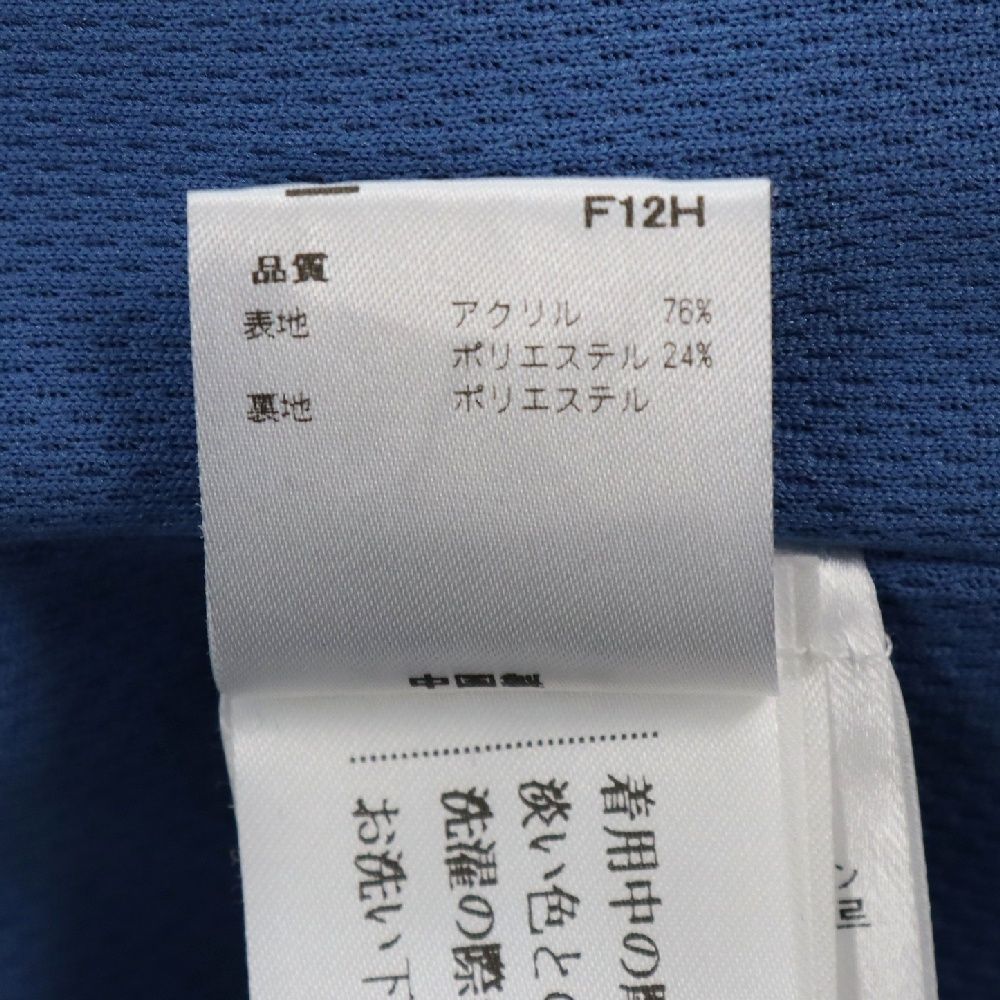 F12H
品質
表地 アクリル 76%
ポリエステル 24%
裏地 ポリエステル
中国製
着用中の
淡い色と
洗濯の際
お洗い下